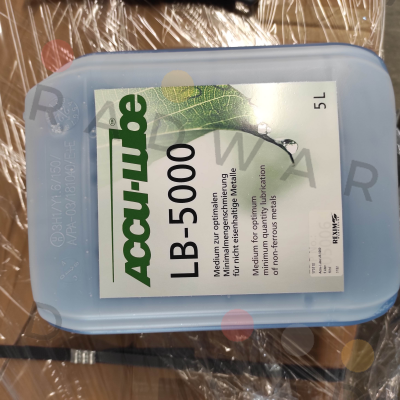 ACCU-LUBE®
LB-5000
5 L
Medium zur optimalen
Minimalmengenschmierung
für nicht eisenhaltige Metalle
Medium for optimum
minimum quantity lubrication
of non-ferrous metals
REXIM
RADWAR